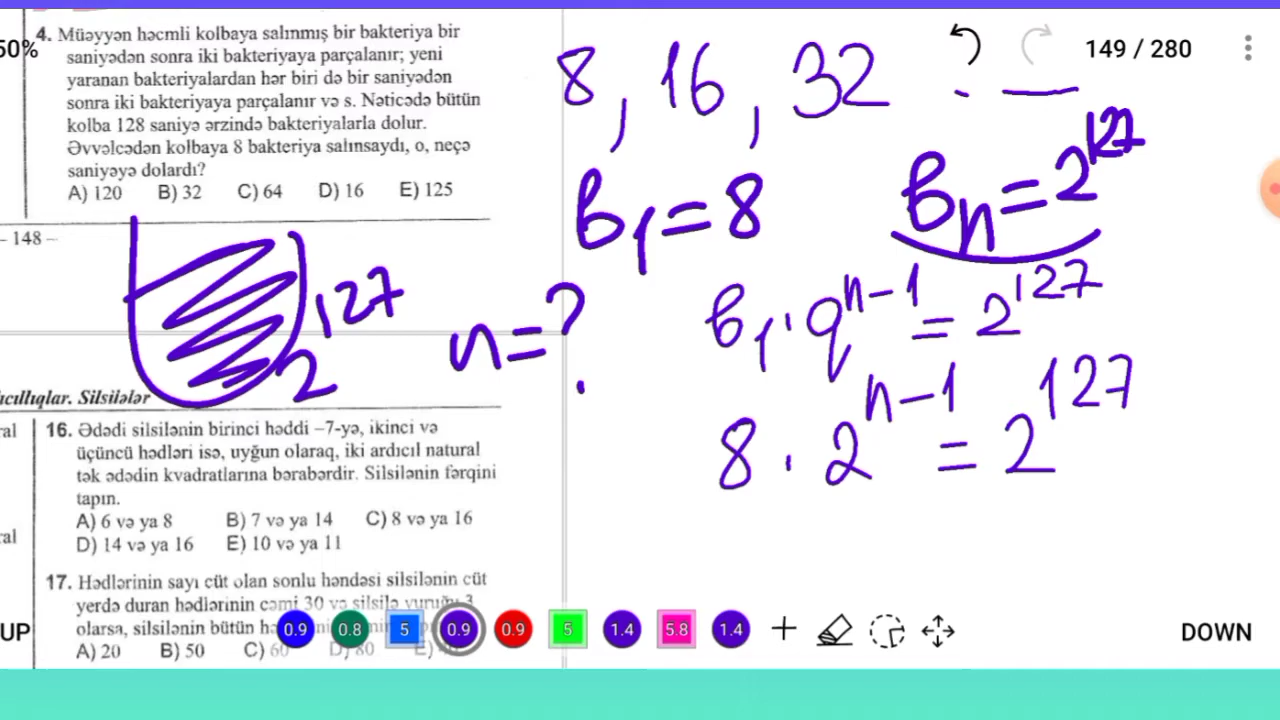 50%
4. Müəyyən həcmli kolbaya salınmış bir bakteriya bir
saniyədən sonra iki bakteriyaya parçalanır; yeni
yaranan bakteriyalardan hər biri də bir saniyədən
sonra iki bakteriyaya parçalanır və s. Nəticədə bütün
kolba 128 saniyə ərzində bakteriyalarla dolur.
Əvvəlcədən kolbaya 8 bakteriya salınsaydı, o, neçə
saniyəyə dolardı?
A) 120 B) 32 C) 64 D) 16 E) 125
– 148 –
8, 16, 32 . —
149 / 280
b₁ = 8
bₙ = 2¹²⁷
2¹²⁷
n = ?
b₁ · qⁿ⁻¹ = 2¹²⁷
8 · 2ⁿ⁻¹ = 2¹²⁷
Silsilələr
16. Ədədi silsilənin birinci həddi –7-yə, ikinci və
üçüncü hədləri isə, uyğun olaraq, iki ardıcıl natural
tək ədədin kvadratlarına bərabərdir. Silsilənin fərqini
tapın.
A) 6 və ya 8 B) 7 və ya 14 C) 8 və ya 16
D) 14 və ya 16 E) 10 və ya 11
17. Hədlərinin sayı cüt olan sonlu həndəsi silsilənin cüt
yerdə duran hədlərinin cəmi 30 və silsilə vuruğu 3
olarsa, silsilənin bütün
A) 20 B) 50 C) 60 D) 80 E)
UP
0.9 0.8 5 0.9 0.9 5 1.4 5.8 1.4
DOWN